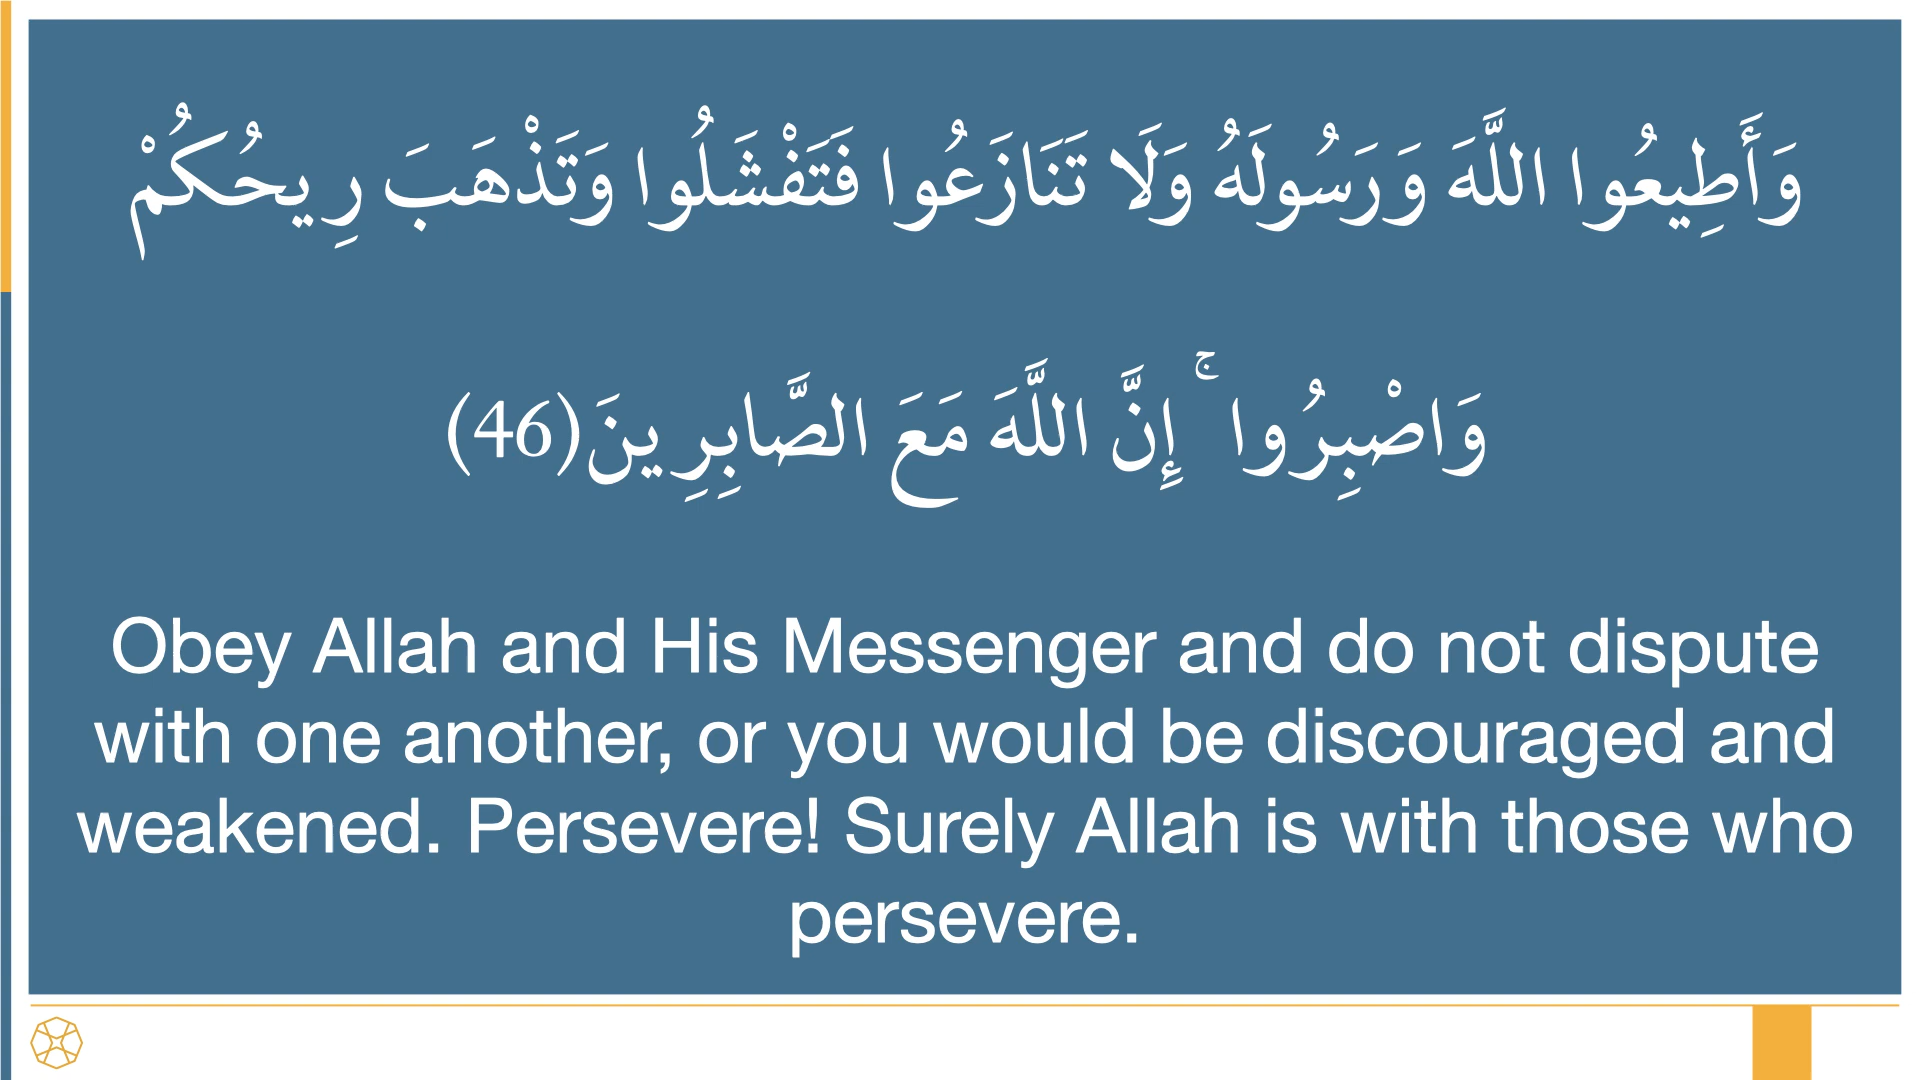 وَأَطِيعُوا اللَّهَ وَرَسُولَهُ وَلَا تَنَازَعُوا فَتَفْشَلُوا وَتَذْهَبَ رِيحُكُمْ
وَاصْبِرُوا ۚ إِنَّ اللَّهَ مَعَ الصَّابِرِينَ(46)
Obey Allah and His Messenger and do not dispute
with one another, or you would be discouraged and
weakened. Persevere! Surely Allah is with those who
persevere.